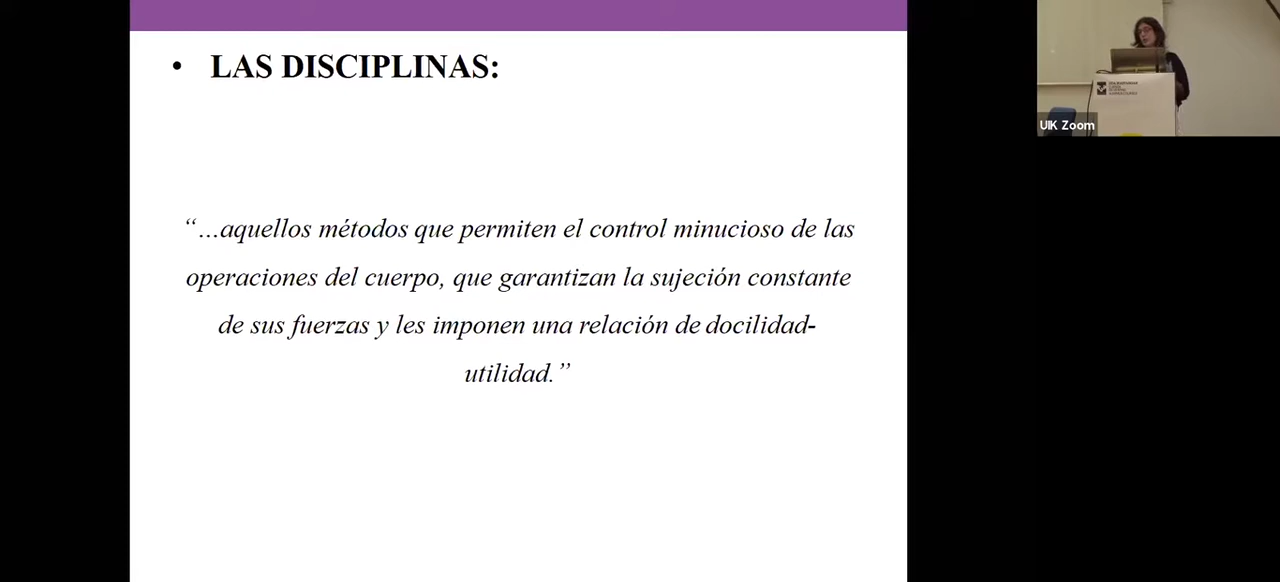 • LAS DISCIPLINAS:
“…aquellos métodos que permiten el control minucioso de las
operaciones del cuerpo, que garantizan la sujeción constante
de sus fuerzas y les imponen una relación de docilidad-
utilidad.”
UIK Zoom